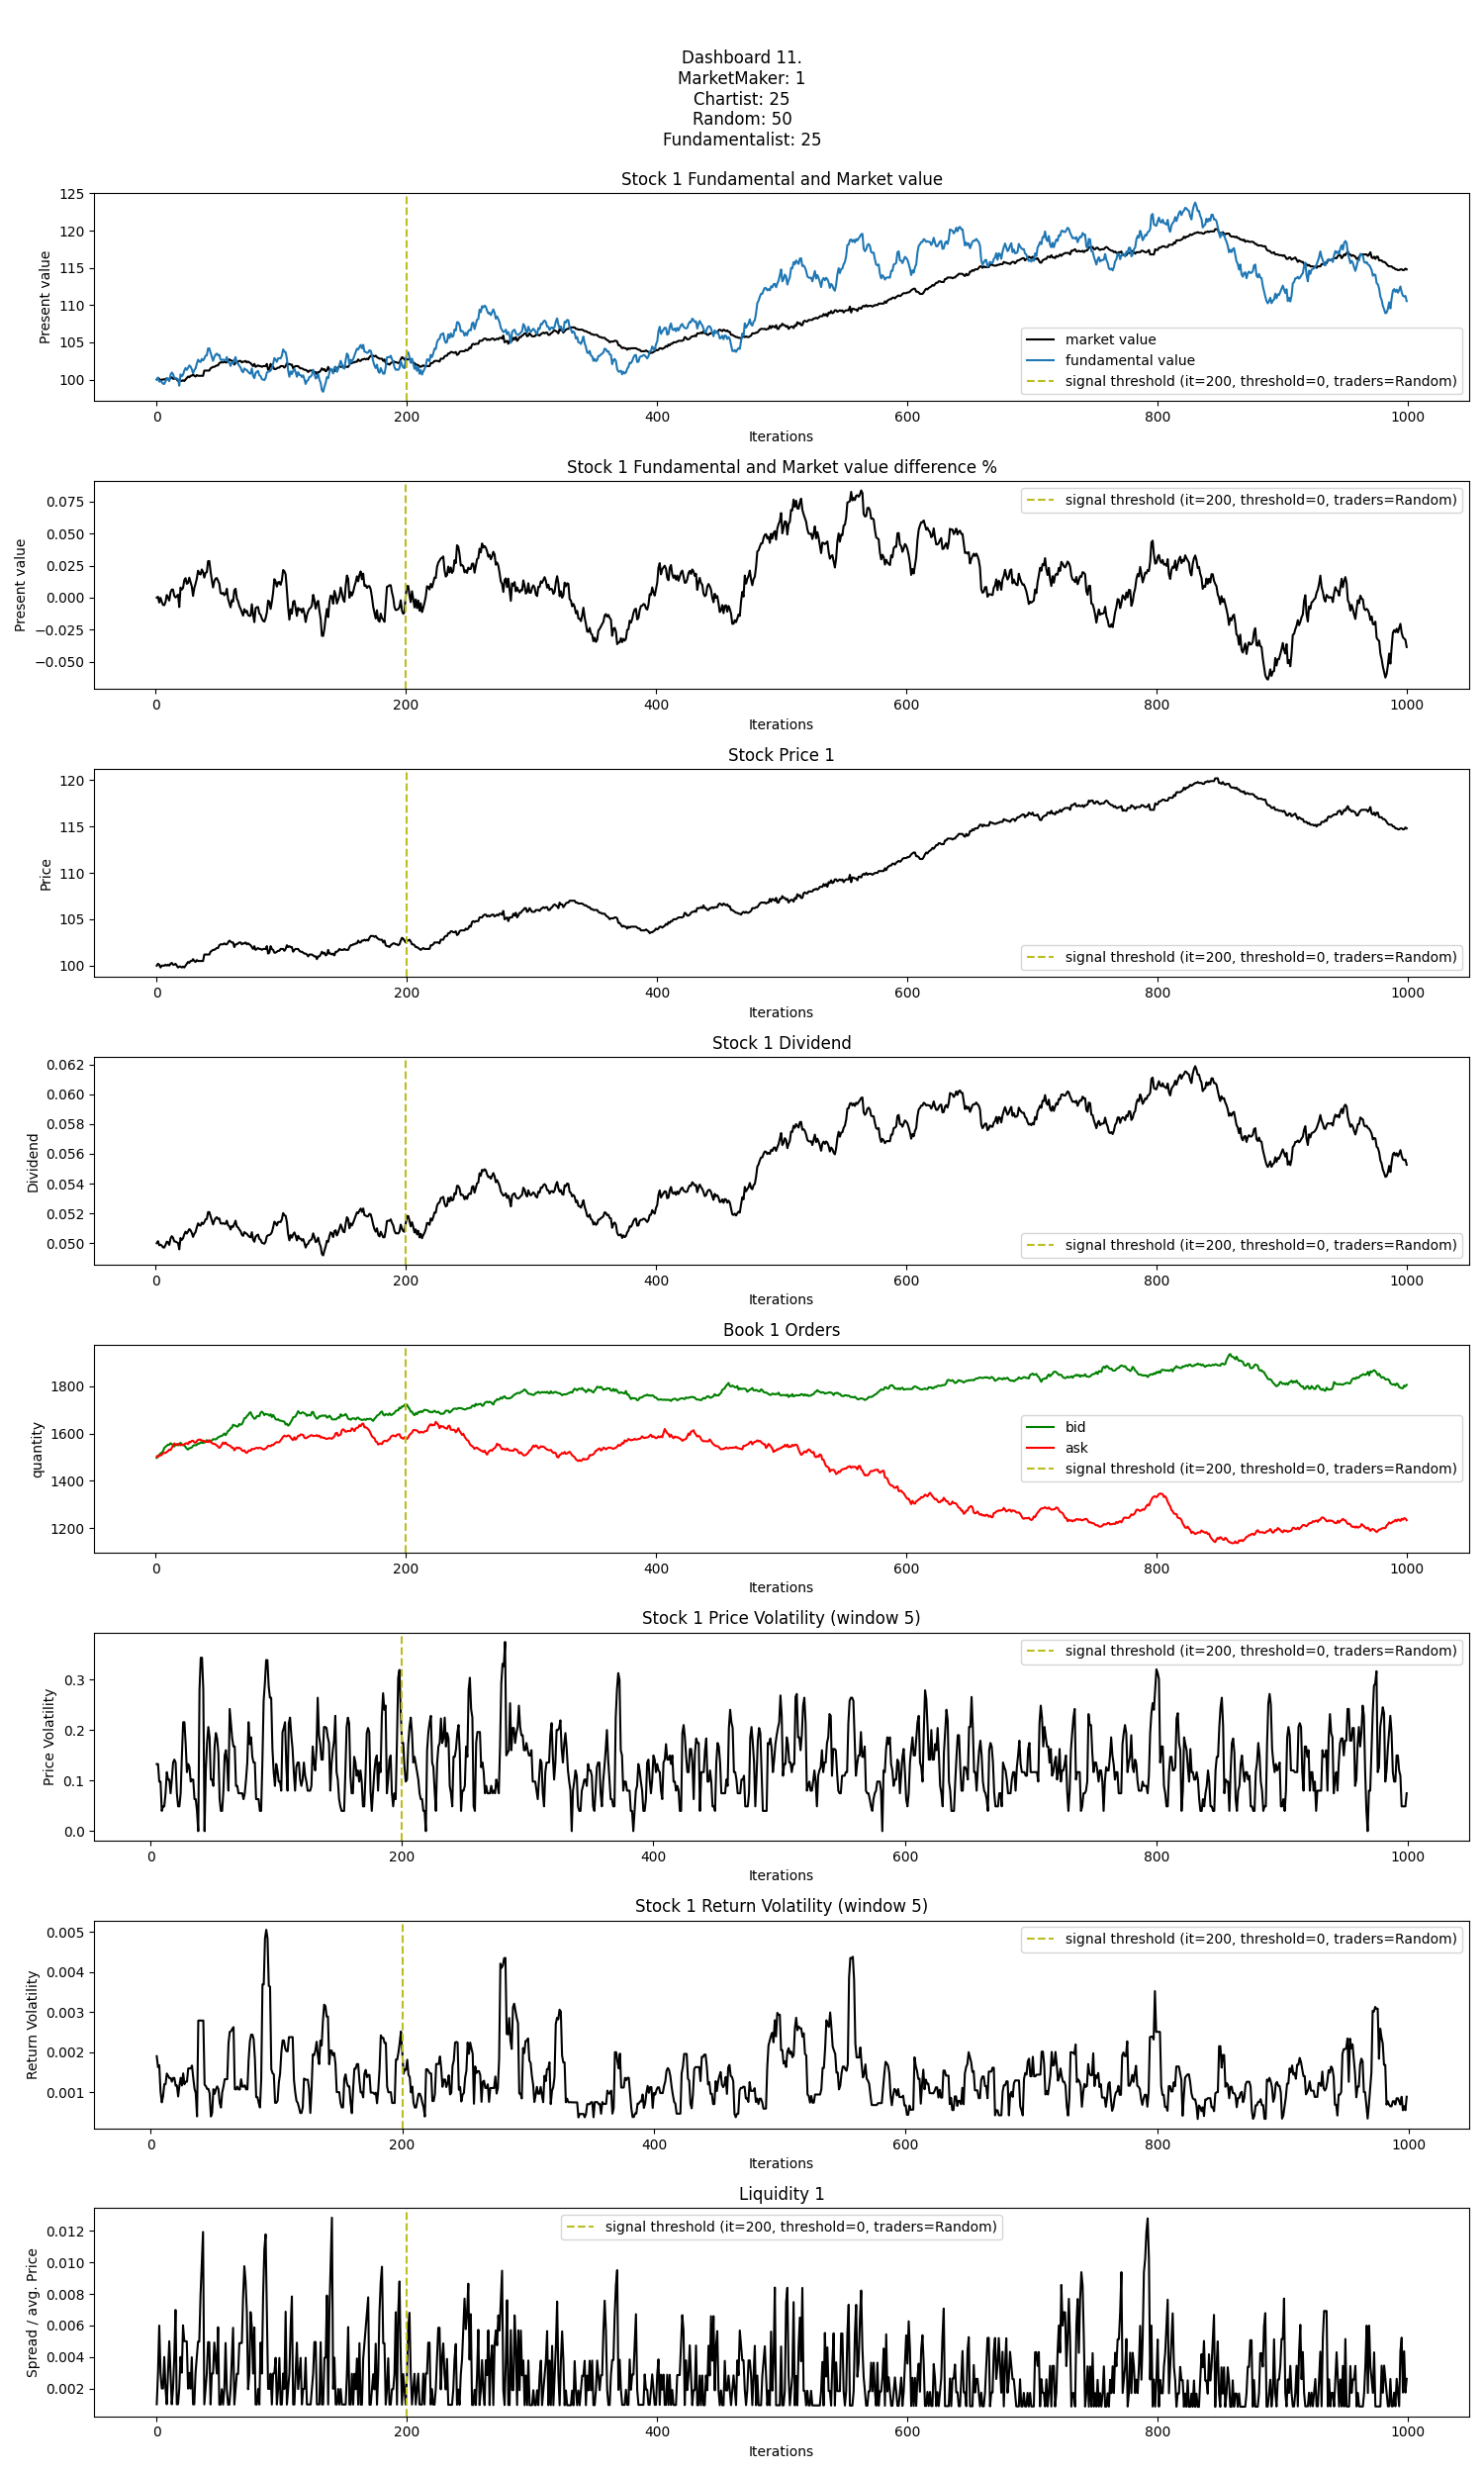 Dashboard 11.
MarketMaker: 1
Chartist: 25
Random: 50
Fundamentalist: 25
Stock 1 Fundamental and Market value
Present value
125
120
115
110
105
100
market value
fundamental value
signal threshold (it=200, threshold=0, traders=Random)
0 200 400 600 800 1000
Iterations
Stock 1 Fundamental and Market value difference %
Present value
0.075
0.050
0.025
0.000
−0.025
−0.050
signal threshold (it=200, threshold=0, traders=Random)
0 200 400 600 800 1000
Iterations
Stock Price 1
Price
120
115
110
105
100
signal threshold (it=200, threshold=0, traders=Random)
0 200 400 600 800 1000
Iterations
Stock 1 Dividend
Dividend
0.062
0.060
0.058
0.056
0.054
0.052
0.050
signal threshold (it=200, threshold=0, traders=Random)
0 200 400 600 800 1000
Iterations
Book 1 Orders
quantity
1800
1600
1400
1200
bid
ask
signal threshold (it=200, threshold=0, traders=Random)
0 200 400 600 800 1000
Iterations
Stock 1 Price Volatility (window 5)
Price Volatility
0.3
0.2
0.1
0.0
signal threshold (it=200, threshold=0, traders=Random)
0 200 400 600 800 1000
Iterations
Stock 1 Return Volatility (window 5)
Return Volatility
0.005
0.004
0.003
0.002
0.001
signal threshold (it=200, threshold=0, traders=Random)
0 200 400 600 800 1000
Iterations
Liquidity 1
Spread / avg. Price
0.012
0.010
0.008
0.006
0.004
0.002
signal threshold (it=200, threshold=0, traders=Random)
0 200 400 600 800 1000
Iterations